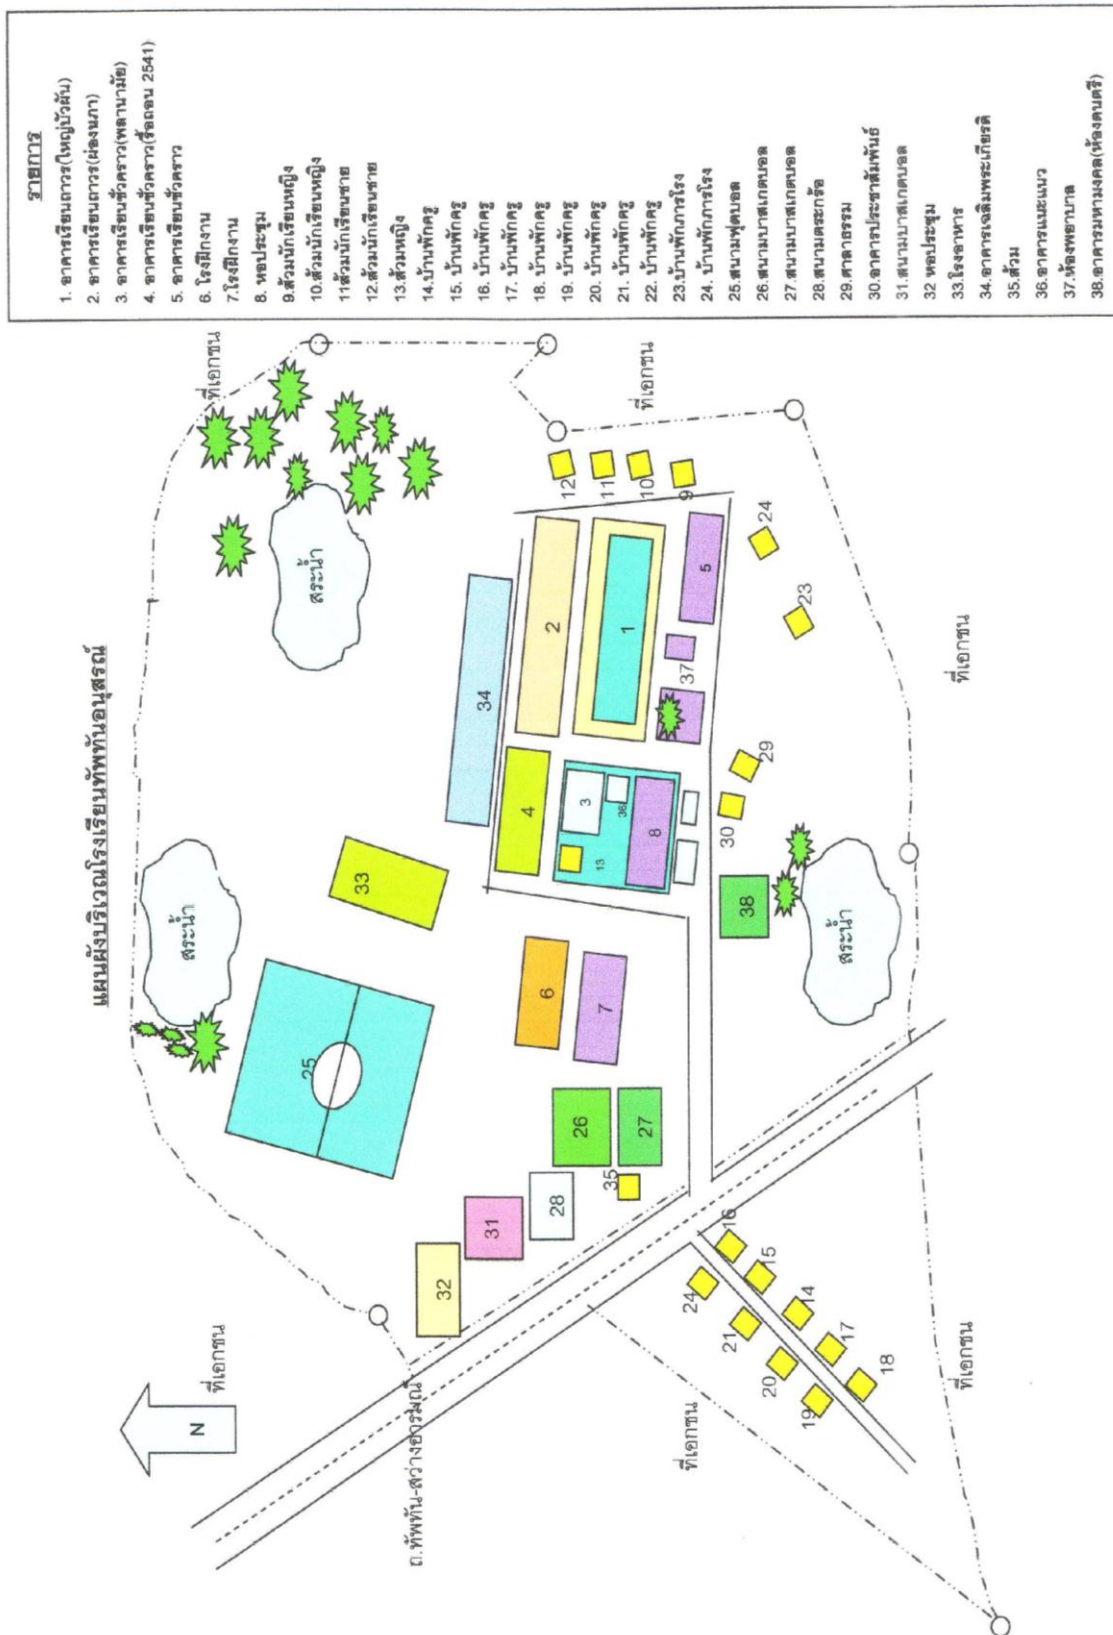 แผนผังบริเวณโรงเรียนทัพทันอนุสรณ์
N
ที่เอกชน
ที่เอกชน
ที่เอกชน
ที่เอกชน
ที่เอกชน
ที่เอกชน
ถ.ทัพทัน-สว่างอารมณ์
สระน้ำ
สระน้ำ
สระน้ำ
25
33
34
32
31
28
26
27
35
6
7
4
2
1
3
36
13
8
37
5
12
11
10
9
24
23
29
30
38
16
15
14
17
18
24
21
20
19
รายการ
1. อาคารเรียนถาวร(ใหญ่บัวผัน)
2. อาคารเรียนถาวร(ผ่องนภา)
3. อาคารเรียนชั่วคราว(พลานามัย)
4. อาคารเรียนชั่วคราว(รื้อถอน 2541)
5. อาคารเรียนชั่วคราว
6. โรงฝึกงาน
7.โรงฝึกงาน
8. หอประชุม
9.ส้วมนักเรียนหญิง
10.ส้วมนักเรียนหญิง
11ส้วมนักเรียนชาย
12.ส้วมนักเรียนชาย
13.ส้วมหญิง
14.บ้านพักครู
15. บ้านพักครู
16. บ้านพักครู
17. บ้านพักครู
18. บ้านพักครู
19. บ้านพักครู
20. บ้านพักครู
21. บ้านพักครู
22. บ้านพักครู
23.บ้านพักภารโรง
24. บ้านพักภารโรง
25.สนามฟุตบอล
26.สนามบาสเกตบอล
27.สนามบาสเกตบอล
28.สนามตระกร้อ
29.ศาลาธรรม
30.อาคารประชาสัมพันธ์
31.สนามบาสเกตบอล
32 หอประชุม
33.โรงอาหาร
34.อาคารเฉลิมพระเกียรติ
35.ส้วม
36.อาคารแนะแนว
37.ห้องพยาบาล
38.อาคารมหามงคล(ห้องดนตรี)